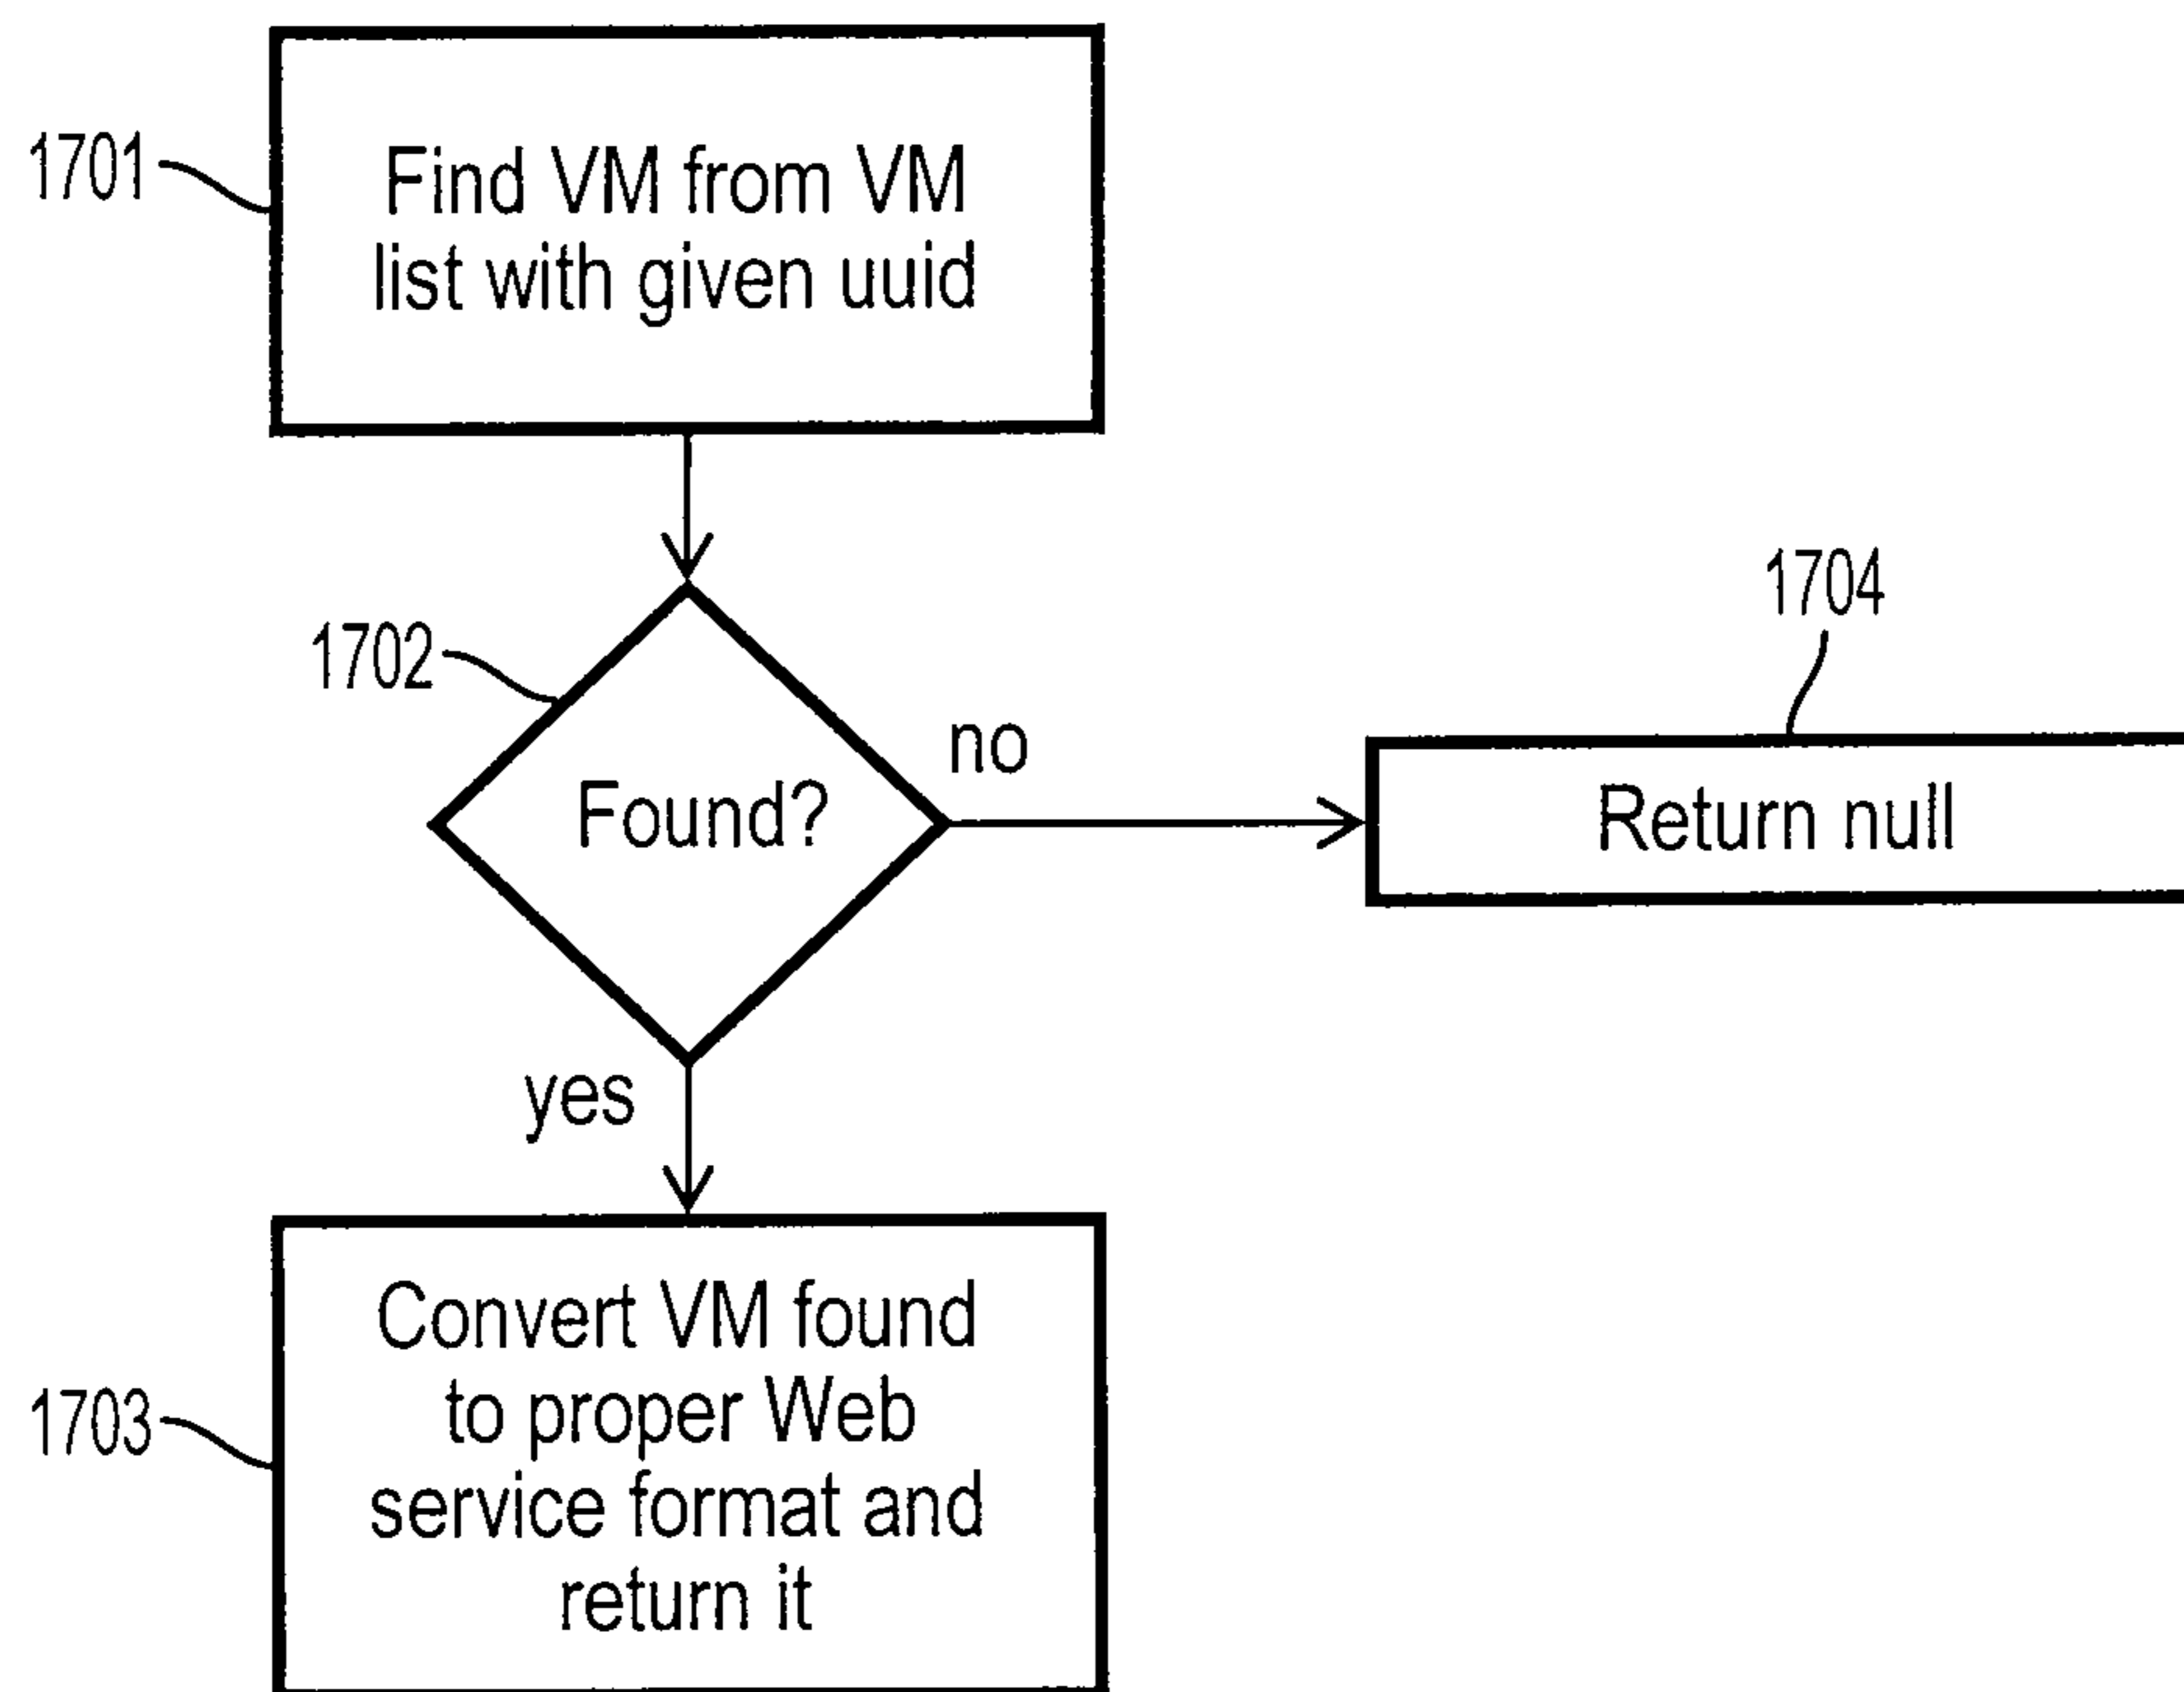 1701
Find VM from VM
list with given uuid
1702
Found?
no
1704
Return null
yes
1703
Convert VM found
to proper Web
service format and
return it